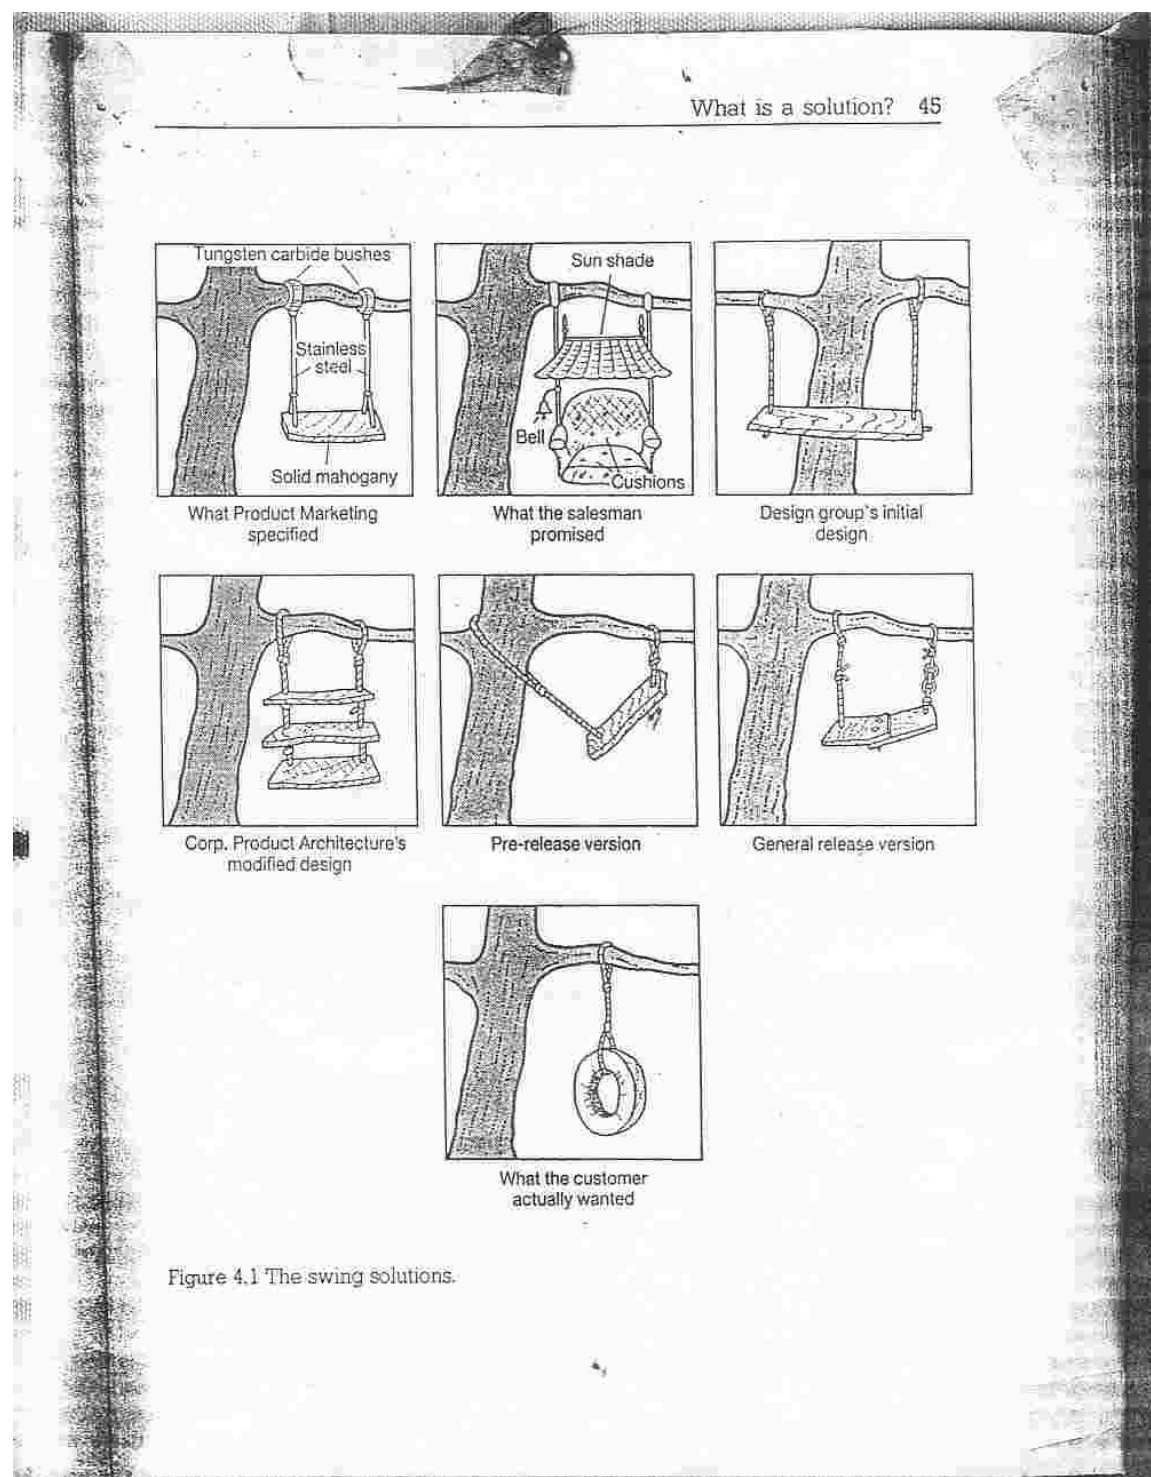 What is a solution? 45
Tungsten carbide bushes
Stainless
steel
Solid mahogany
What Product Marketing
specified
Sun shade
Bell
Cushions
What the salesman
promised
Design group's initial
design
Corp. Product Architecture's
modified design
Pre-release version
General release version
What the customer
actually wanted
Figure 4.1 The swing solutions.